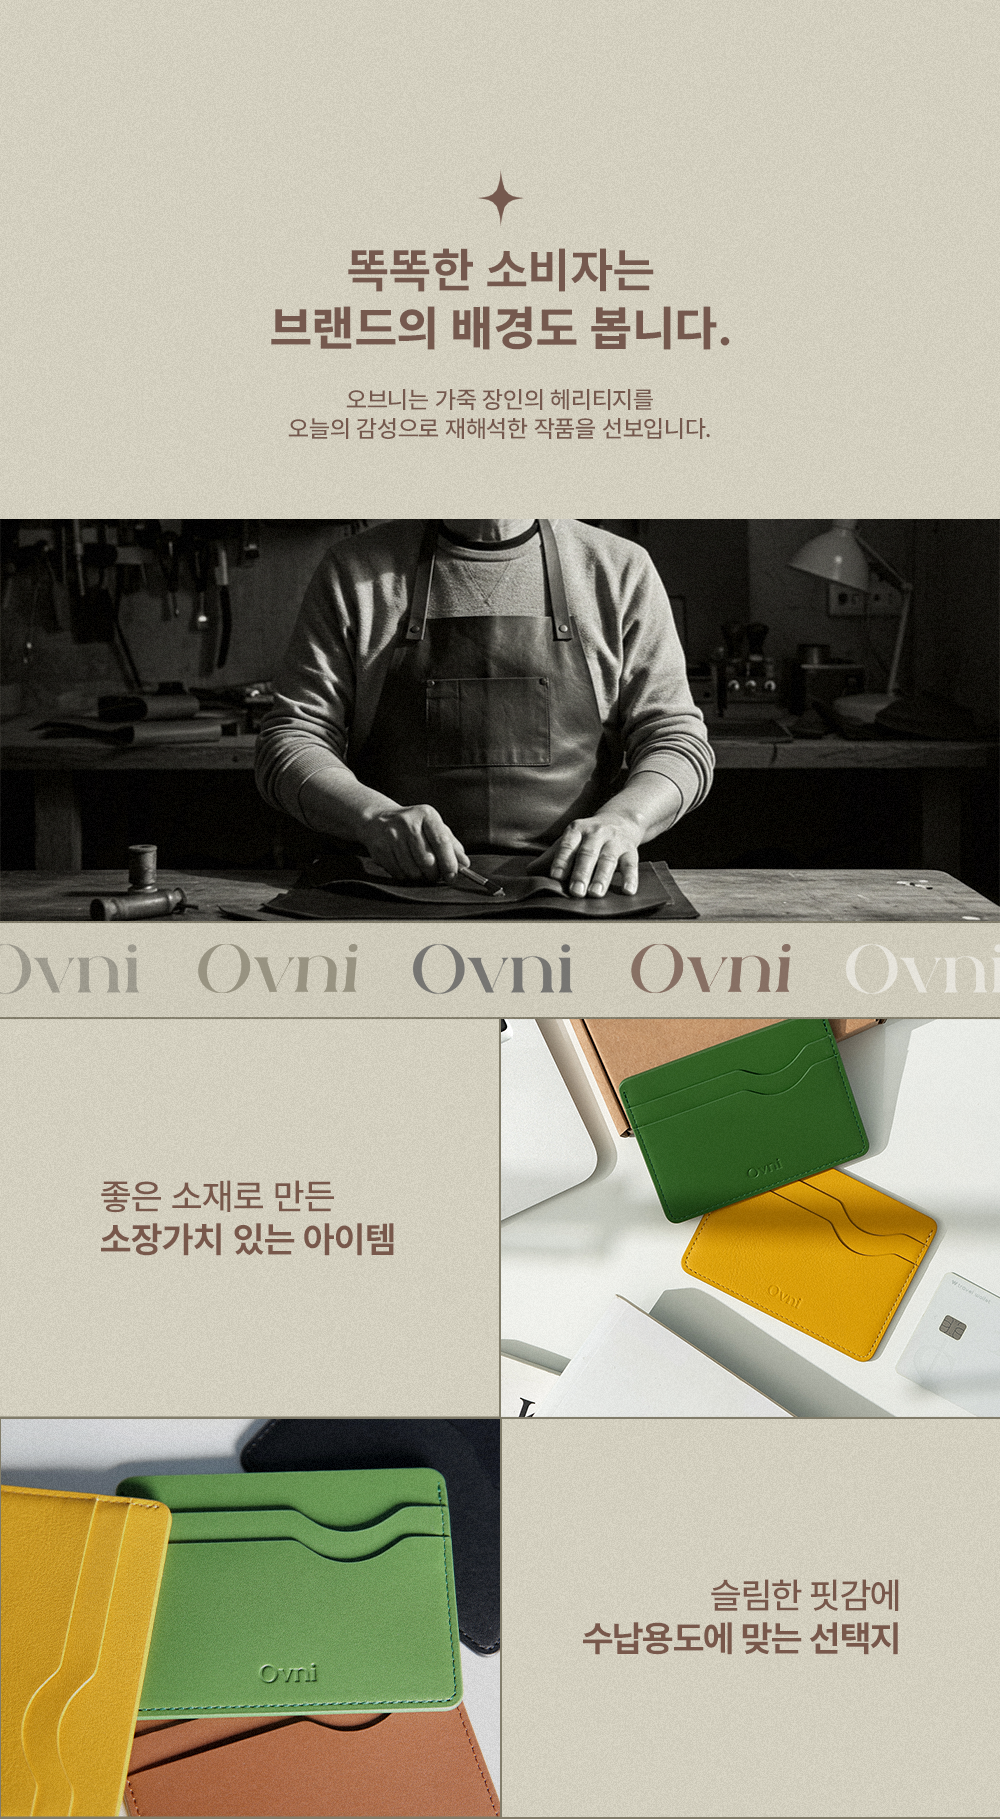 똑똑한 소비자는
브랜드의 배경도 봅니다.
오브니는 가죽 장인의 헤리티지를
오늘의 감성으로 재해석한 작품을 선보입니다.
Ovni Ovni Ovni Ovni Ovni
좋은 소재로 만든
소장가치 있는 아이템
Ovni
Ovni
travel wallet
Ovni
슬림한 핏감에
수납용도에 맞는 선택지